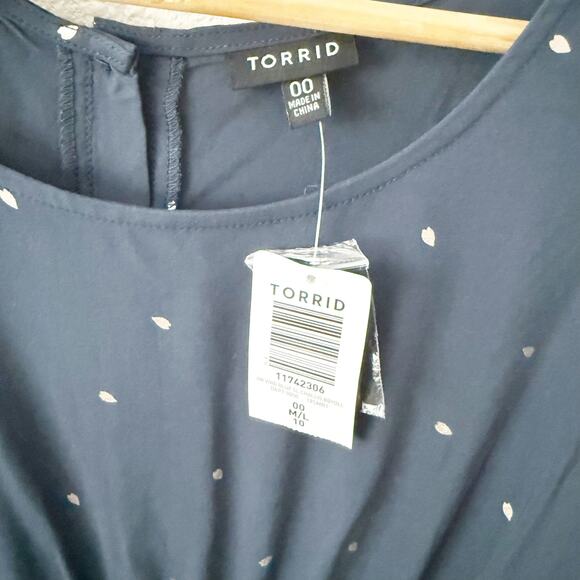 TORRID
00
MADE IN
CHINA
TORRID
11742306
00
M/L
10